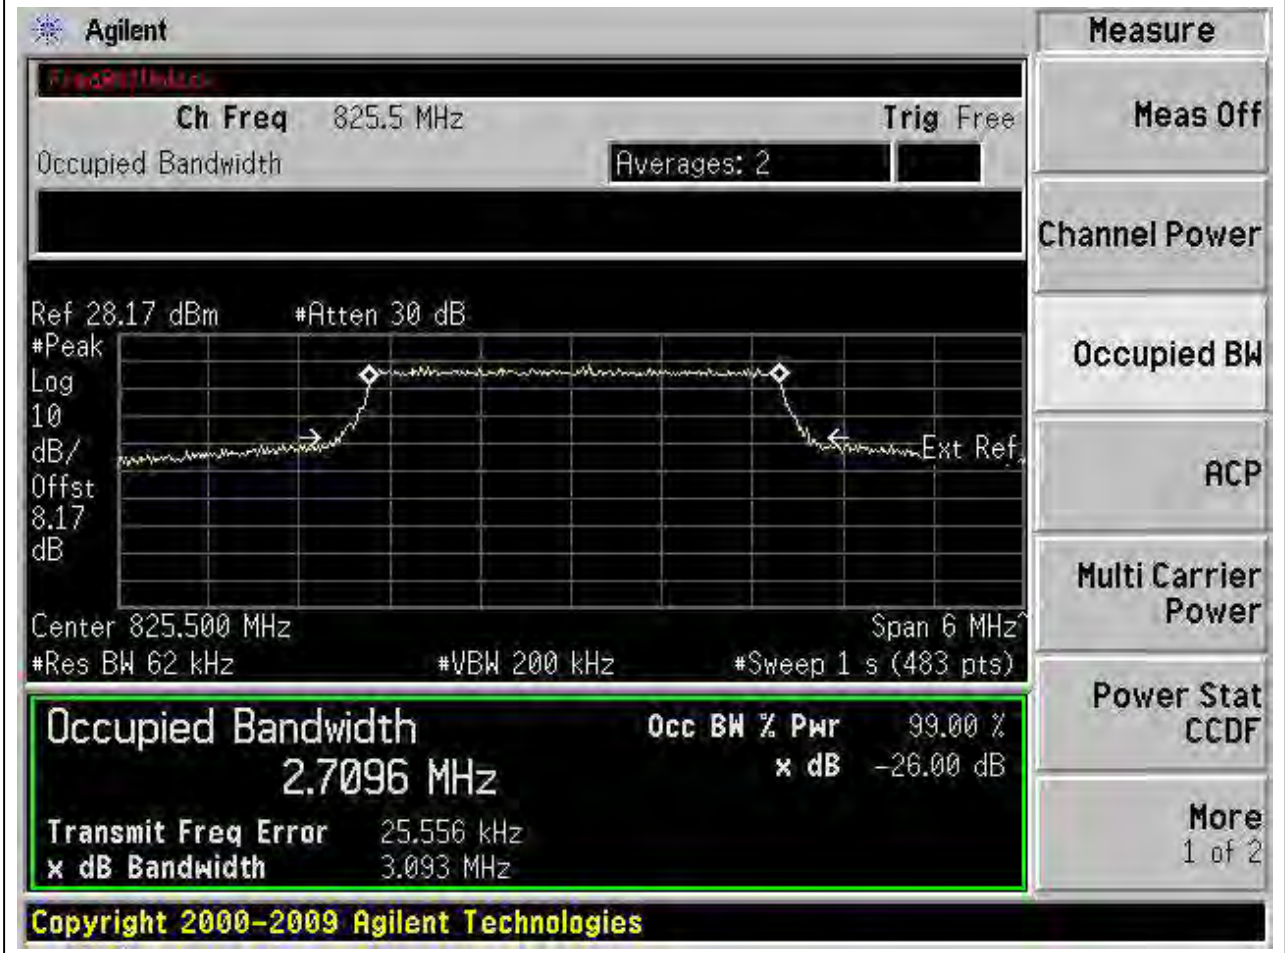 Agilent
Measure
Ch Freq 825.5 MHz Trig Free
Occupied Bandwidth Averages: 2
Meas Off
Channel Power
Occupied BW
ACP
Multi Carrier
Power
Power Stat
CCDF
More
1 of 2
Ref 28.17 dBm #Atten 30 dB
#Peak
Log
10
dB/
Offst
8.17
dB
Ext Ref
Center 825.500 MHz Span 6 MHz
#Res BW 62 kHz #VBW 200 kHz #Sweep 1 s (483 pts)
Occupied Bandwidth
2.7096 MHz
Occ BW % Pwr 99.00 %
x dB -26.00 dB
Transmit Freq Error 25.556 kHz
x dB Bandwidth 3.093 MHz
Copyright 2000-2009 Agilent Technologies